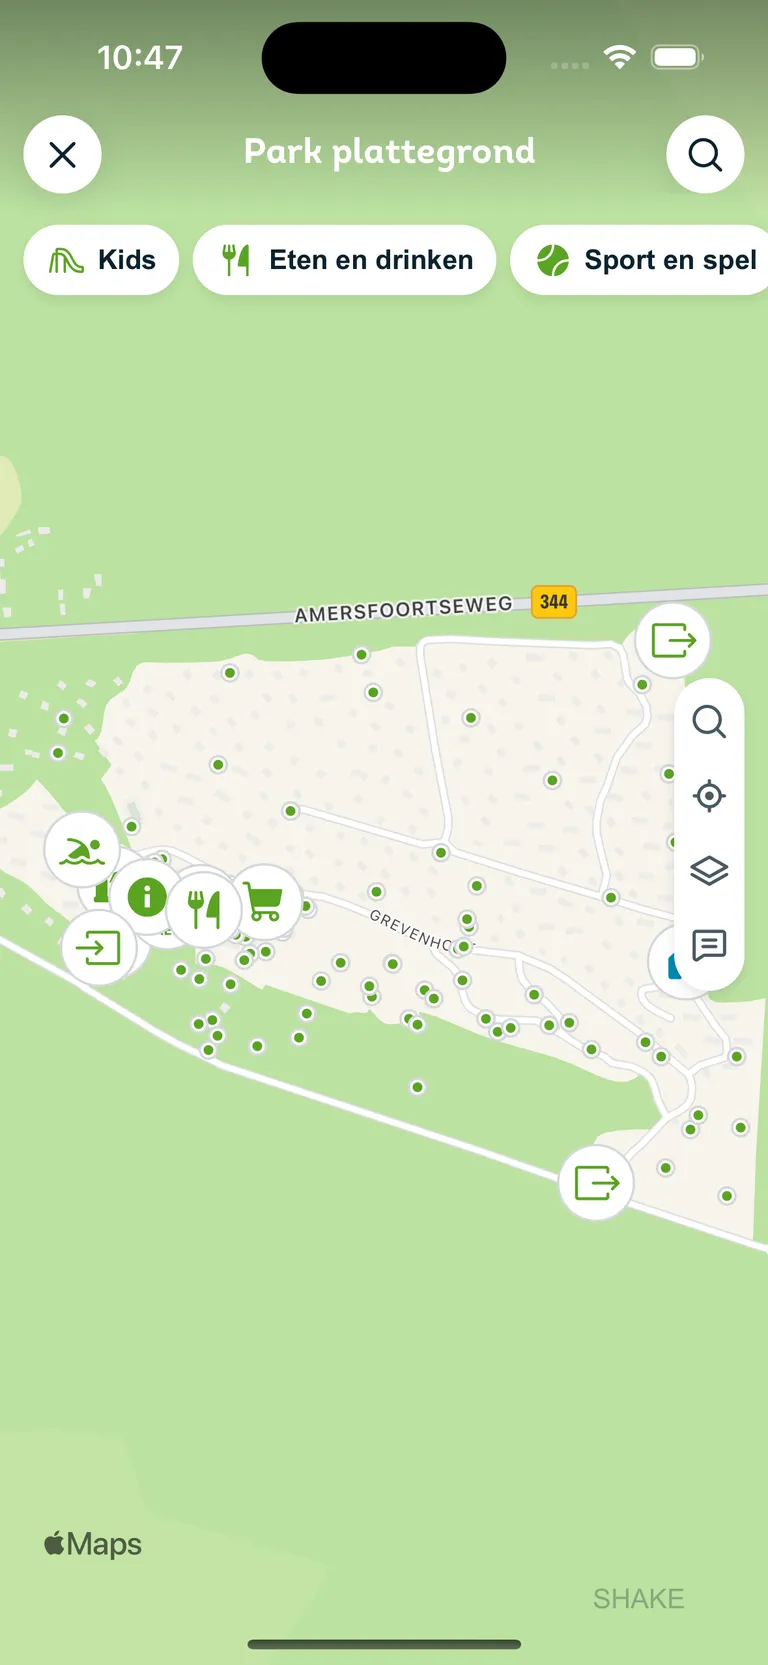 10:47
Park plattegrond
Kids
Eten en drinken
Sport en spel
AMERSFOORTSEWEG
344
Maps
SHAKE